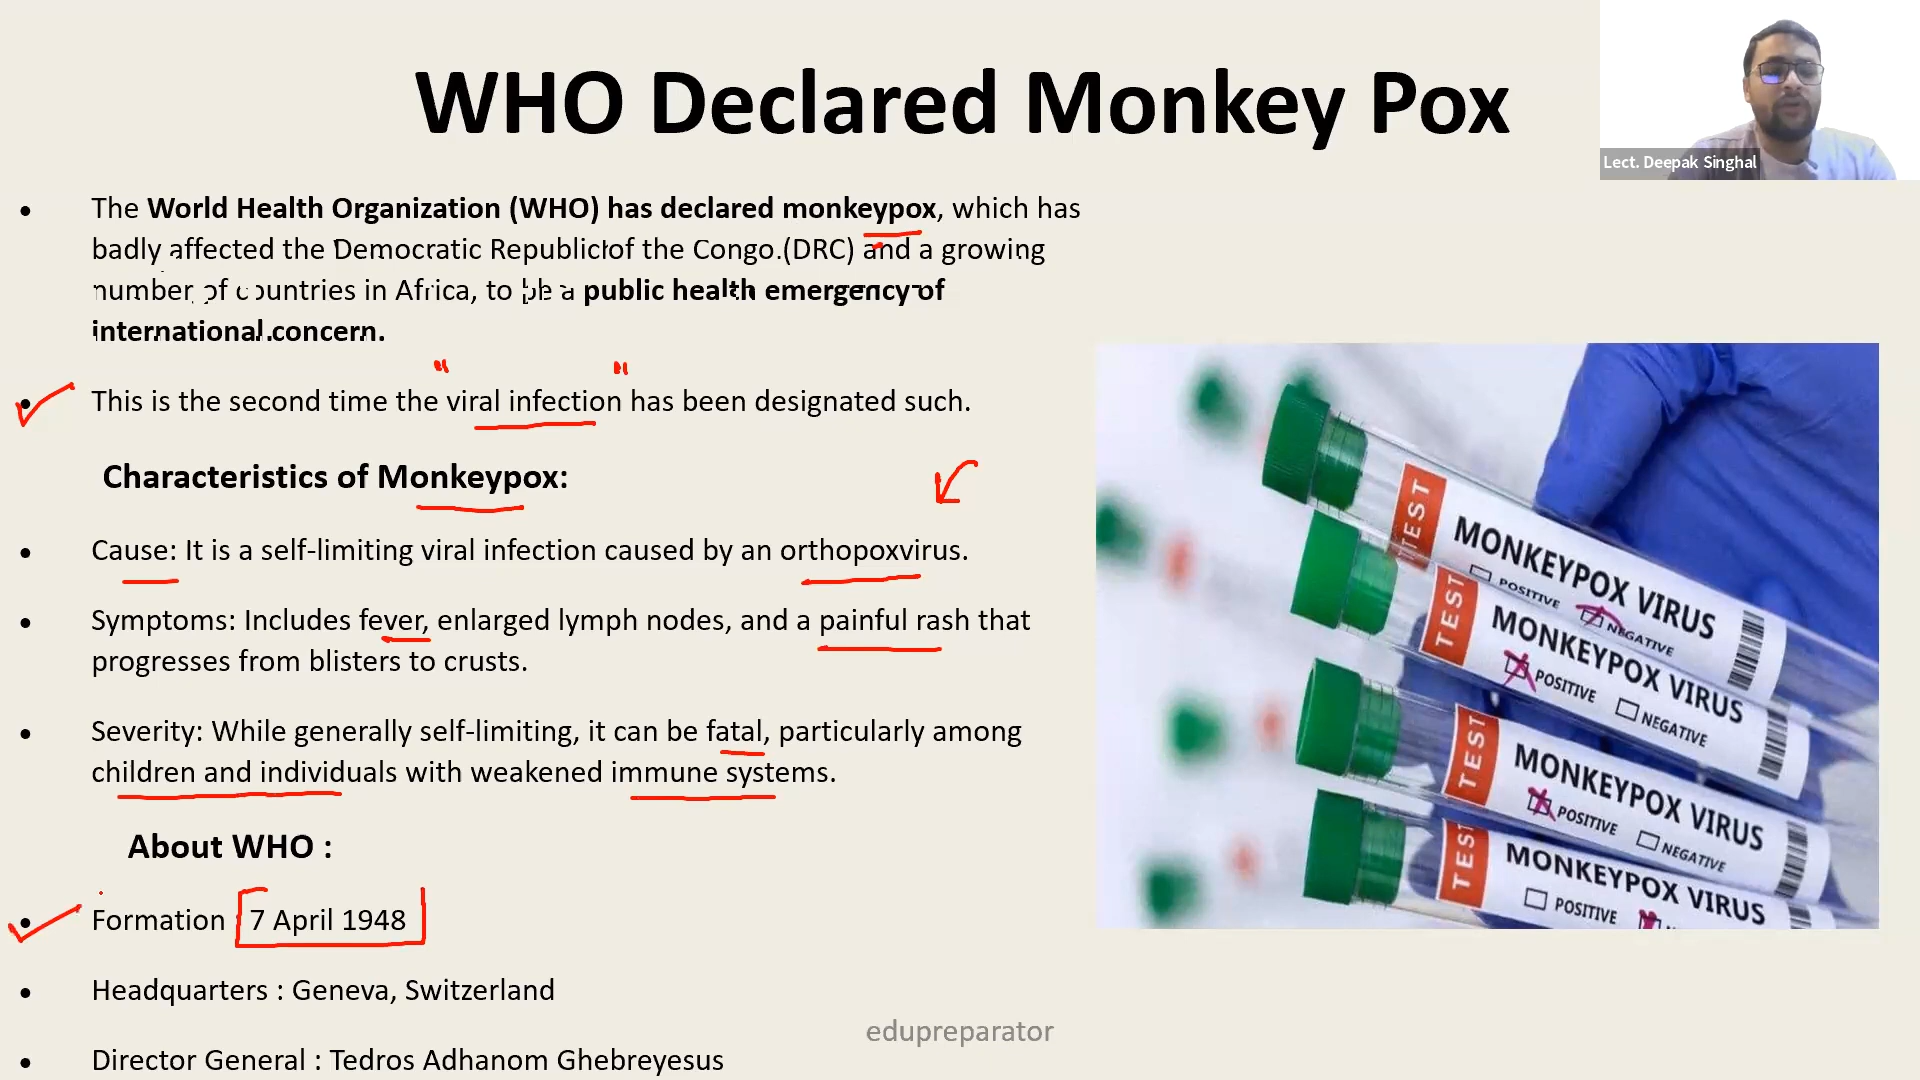 WHO Declared Monkey Pox
Lect. Deepak Singhal
The World Health Organization (WHO) has declared monkeypox, which has
badly affected the Democratic Republic of the Congo (DRC) and a growing
number of countries in Africa, to be a public health emergency of
international concern.
This is the second time the viral infection has been designated such.
Characteristics of Monkeypox:
Cause: It is a self-limiting viral infection caused by an orthopoxvirus.
Symptoms: Includes fever, enlarged lymph nodes, and a painful rash that
progresses from blisters to crusts.
Severity: While generally self-limiting, it can be fatal, particularly among
children and individuals with weakened immune systems.
About WHO :
Formation 7 April 1948
Headquarters : Geneva, Switzerland
Director General : Tedros Adhanom Ghebreyesus
edupreparator
TEST
MONKEYPOX VIRUS
POSITIVE NEGATIVE
TEST
MONKEYPOX VIRUS
POSITIVE NEGATIVE
TEST
MONKEYPOX VIRUS
POSITIVE NEGATIVE
TEST
MONKEYPOX VIRUS
POSITIVE